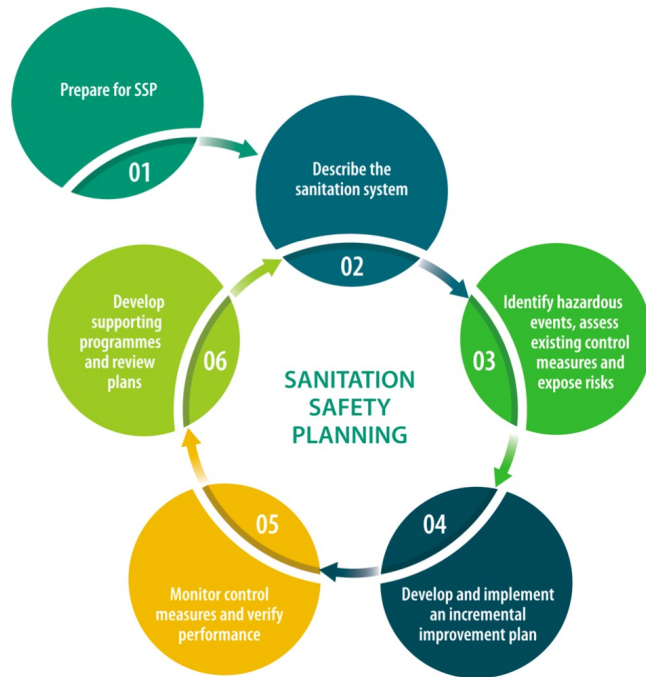 Prepare for SSP
01
Describe the
sanitation system
02
Identify hazardous
events, assess
existing control
measures and
expose risks
03
Develop and implement
an incremental
improvement plan
04
Monitor control
measures and verify
performance
05
Develop
supporting
programmes
and review
plans
06
SANITATION
SAFETY
PLANNING